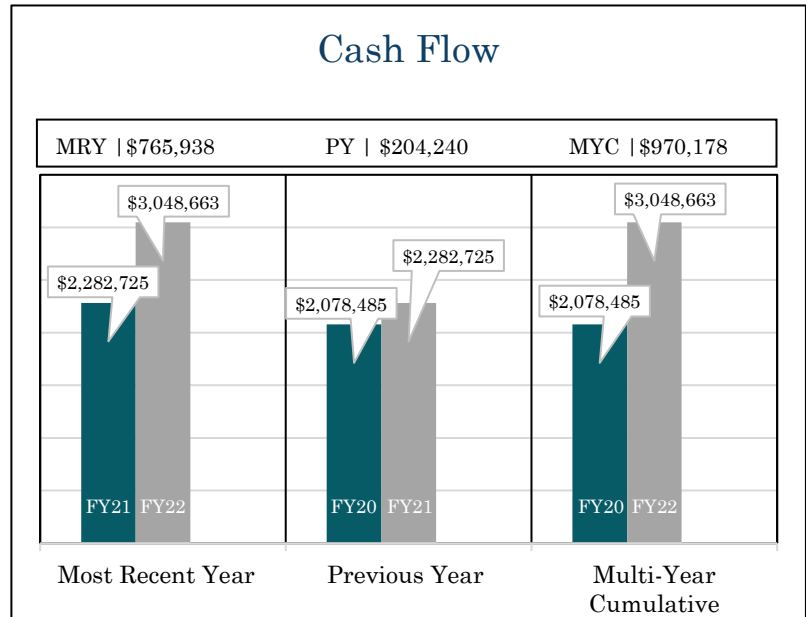 Cash Flow
MRY |$765,938 PY | $204,240 MYC |$970,178
$3,048,663
$2,282,725
FY21 FY22
$2,282,725
$2,078,485
FY20 FY21
$3,048,663
$2,078,485
FY20 FY22
Most Recent Year
Previous Year
Multi-Year
Cumulative